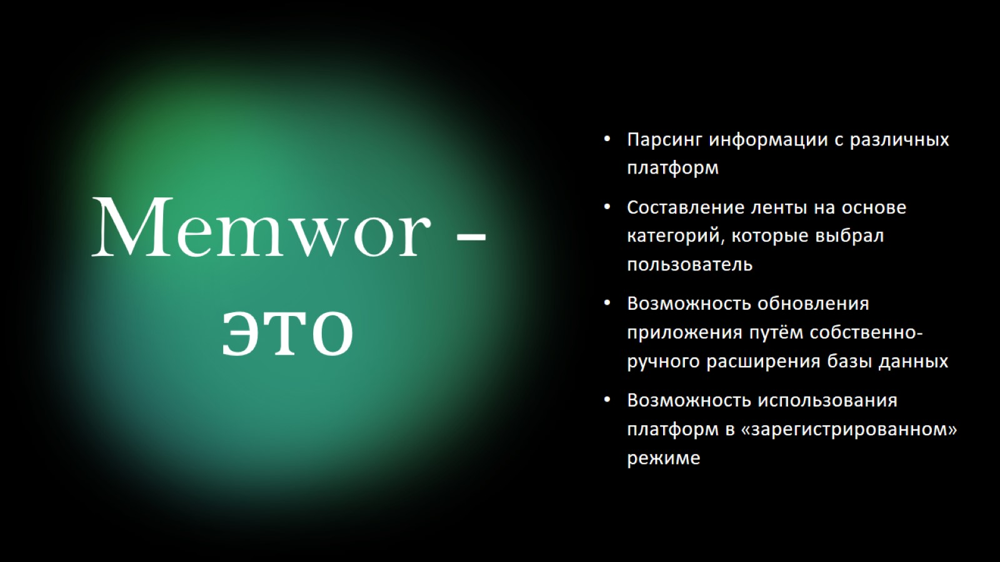 Memwor -
это
• Парсинг информации с различных
платформ
• Составление ленты на основе
категорий, которые выбрал
пользователь
• Возможность обновления
приложения путём собственно-
ручного расширения базы данных
• Возможность использования
платформ в «зарегистрированном»
режиме